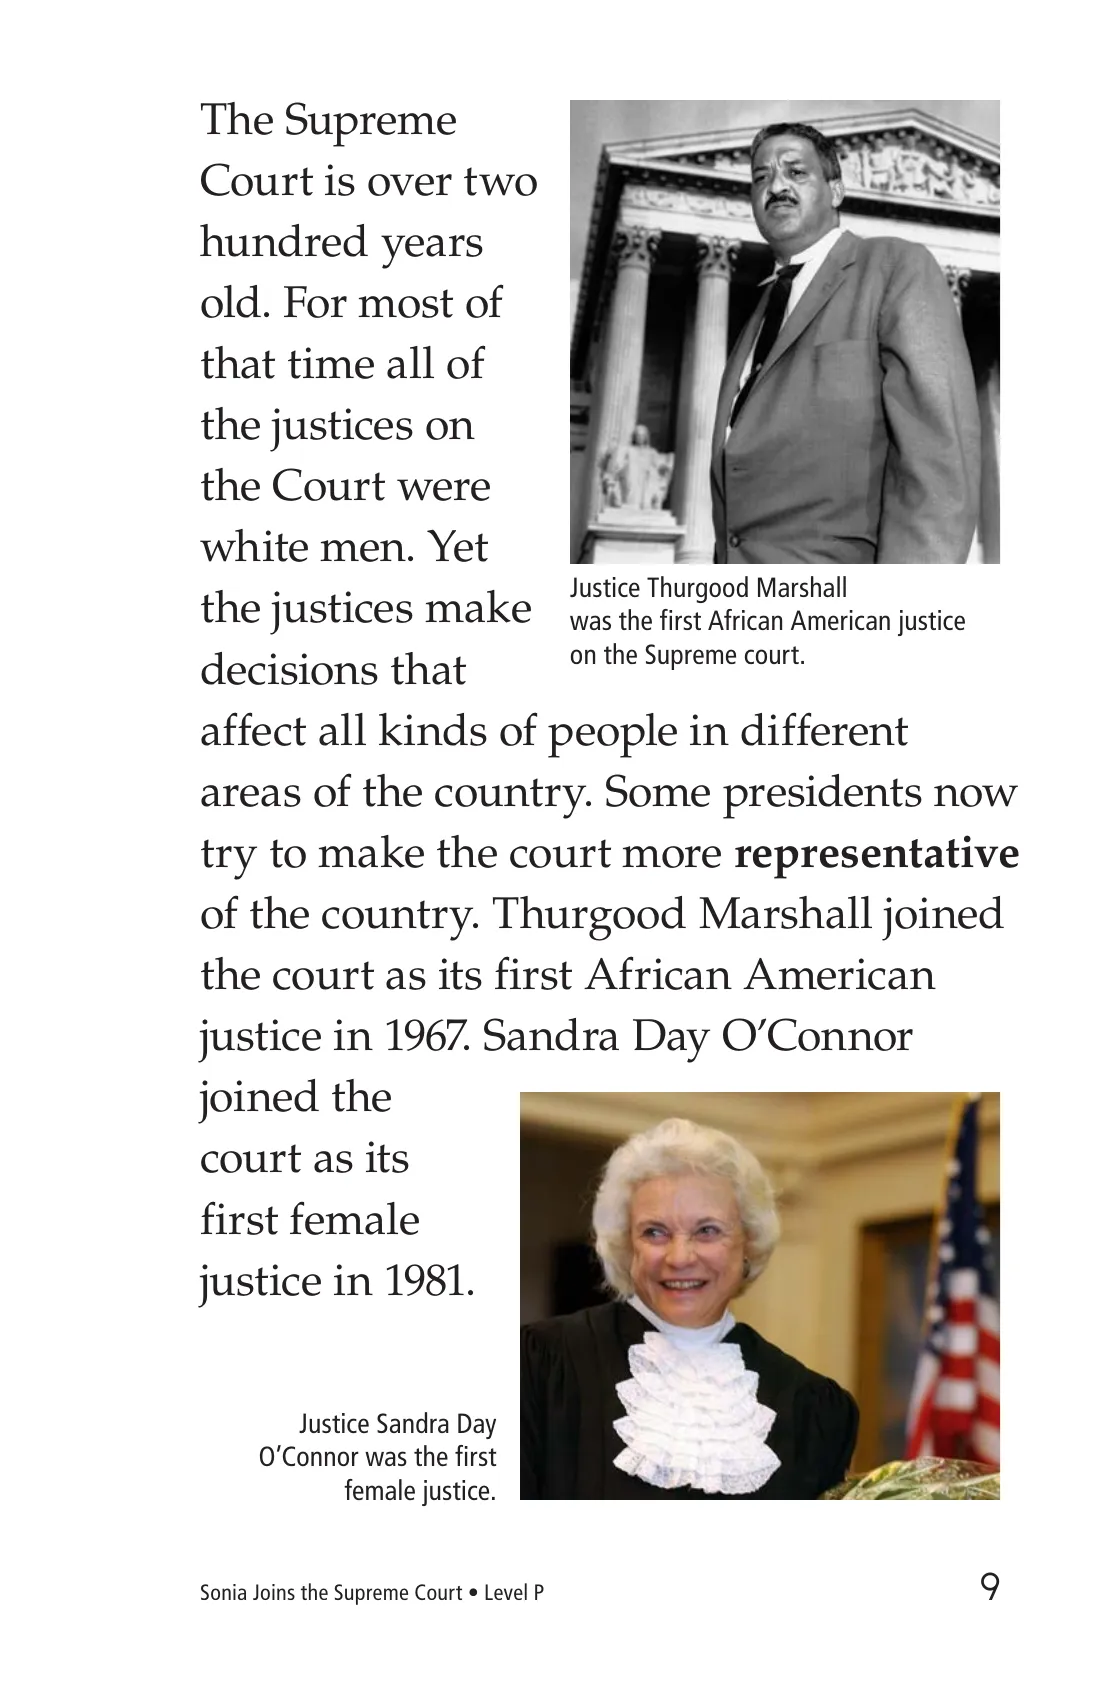 The Supreme
Court is over two
hundred years
old. For most of
that time all of
the justices on
the Court were
white men. Yet
the justices make
decisions that
affect all kinds of people in different
areas of the country. Some presidents now
try to make the court more representative
of the country. Thurgood Marshall joined
the court as its first African American
justice in 1967. Sandra Day O’Connor
joined the
court as its
first female
justice in 1981.
Justice Thurgood Marshall
was the first African American justice
on the Supreme court.
Justice Sandra Day
O’Connor was the first
female justice.
Sonia Joins the Supreme Court • Level P
9